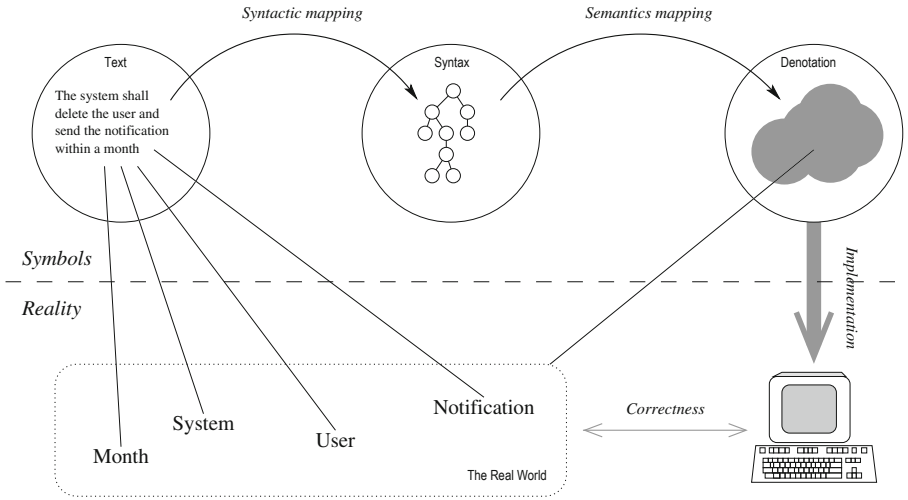 Syntactic mapping
Semantics mapping
Text
Syntax
Denotation
The system shall
delete the user and
send the notification
within a month
Symbols
Reality
Implementation
Notification
System
User
Month
Correctness
The Real World